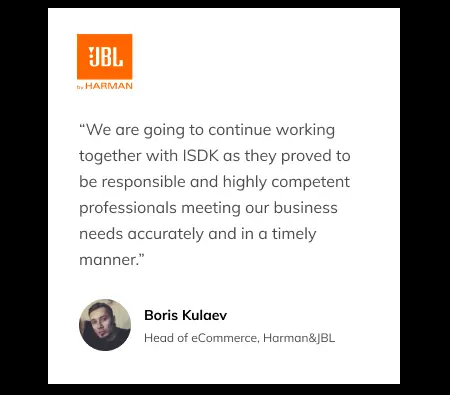 JBL
by HARMAN
“We are going to continue working
together with ISDK as they proved to
be responsible and highly competent
professionals meeting our business
needs accurately and in a timely
manner.”
Boris Kulaev
Head of eCommerce, Harman&JBL